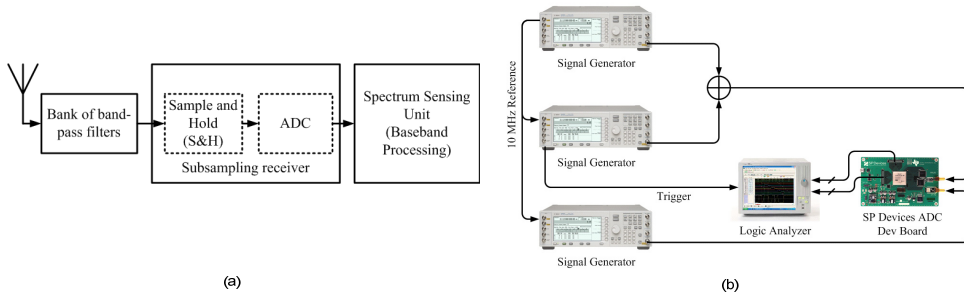 Bank of band-
pass filters
Sample and
Hold
(S&H)
ADC
Subsampling receiver
Spectrum Sensing
Unit
(Baseband
Processing)
(a)
10 MHz Reference
Signal Generator
Signal Generator
Trigger
Signal Generator
Logic Analyzer
SP Devices ADC
Dev Board
(b)